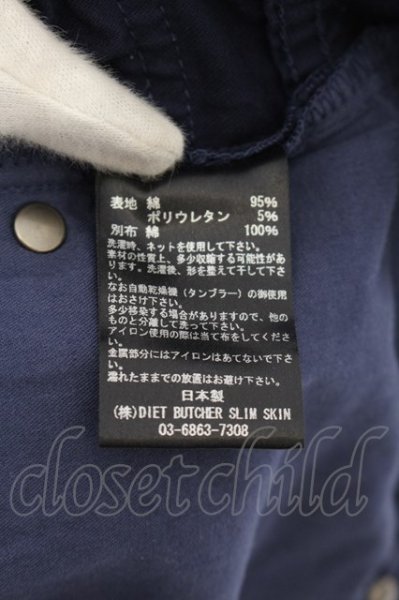 表地 綿 95%
ポリウレタン 5%
別布 綿 100%
洗濯時、ネットを使用して下さい。
素材の性質上、多少収縮する可能性があ
ります。洗濯後、形を整えて干して下さ
い。
なお自動乾燥機（タンブラー）の御使用
はおさけ下さい。
多少移染する場合がありますので、他の
ものと分離して洗って下さい。
アイロン使用の際は当て布をしてくださ
い。
金属部分にはアイロンはあてないで下さ
い。
濡れたままでの放置はお避け下さい。
日本製
(株)DIET BUTCHER SLIM SKIN
03-6863-7308
closetchild